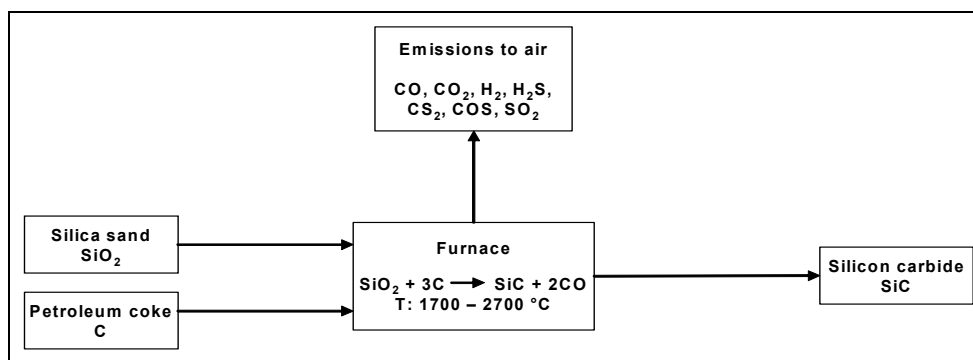 Emissions to air
CO, CO₂, H₂, H₂S,
CS₂, COS, SO₂
Silica sand
SiO₂
Petroleum coke
C
Furnace
SiO₂ + 3C → SiC + 2CO
T: 1700 – 2700 °C
Silicon carbide
SiC